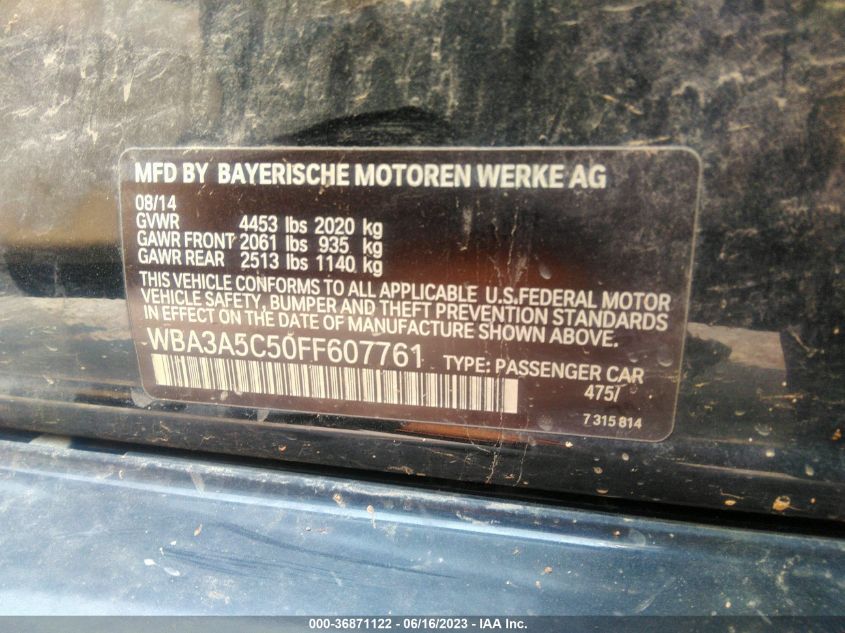 MFD BY BAYERISCHE MOTOREN WERKE AG
08/14
GVWR 4453 lbs 2020 kg
GAWR FRONT 2061 lbs 935 kg
GAWR REAR 2513 lbs 1140 kg
THIS VEHICLE CONFORMS TO ALL APPLICABLE U.S.FEDERAL MOTOR
VEHICLE SAFETY, BUMPER AND THEFT PREVENTION STANDARDS
IN EFFECT ON THE DATE OF MANUFACTURE SHOWN ABOVE.
WBA3A5C50FF607761 TYPE: PASSENGER CAR
475/
7 315 814
000-36871122 - 06/16/2023 - IAA Inc.